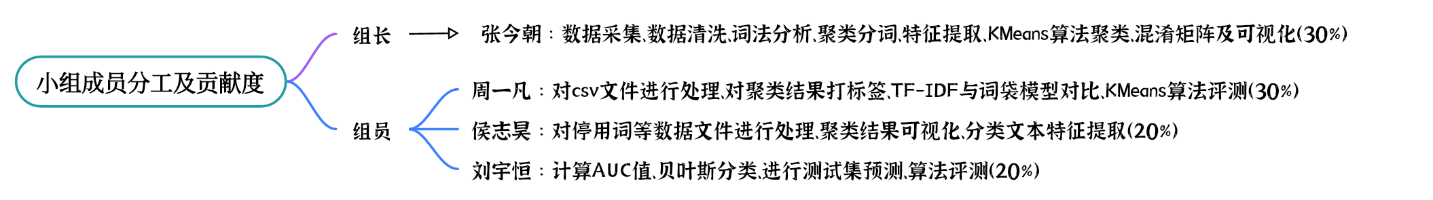 小组成员分工及贡献度
组长
张今朝：数据采集、数据清洗、词法分析、聚类分词、特征提取、KMeans算法聚类、混淆矩阵及可视化(30%)
组员
周一凡：对csv文件进行处理、对聚类结果打标签、TF-IDF与词袋模型对比、KMeans算法评测(30%)
侯志昊：对停用词等数据文件进行处理、聚类结果可视化、分类文本特征提取(20%)
刘宇恒：计算AUC值、贝叶斯分类、进行测试集预测、算法评测(20%)